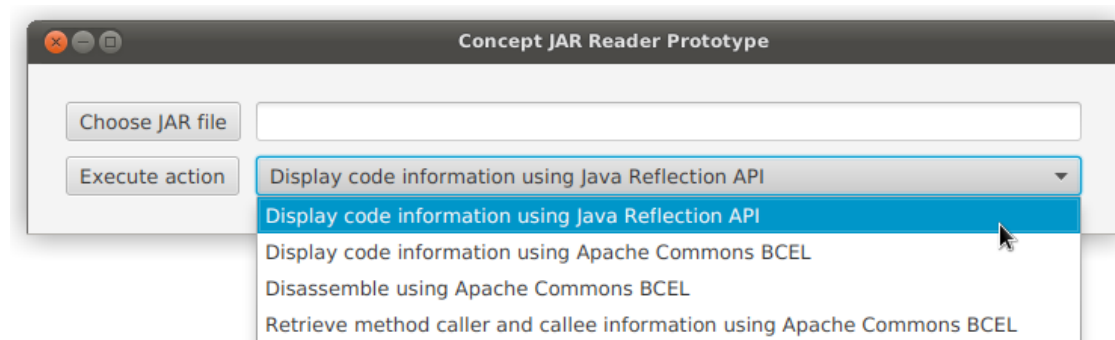 Concept JAR Reader Prototype
Choose JAR file
Execute action Display code information using Java Reflection API
Display code information using Java Reflection API
Display code information using Apache Commons BCEL
Disassemble using Apache Commons BCEL
Retrieve method caller and callee information using Apache Commons BCEL